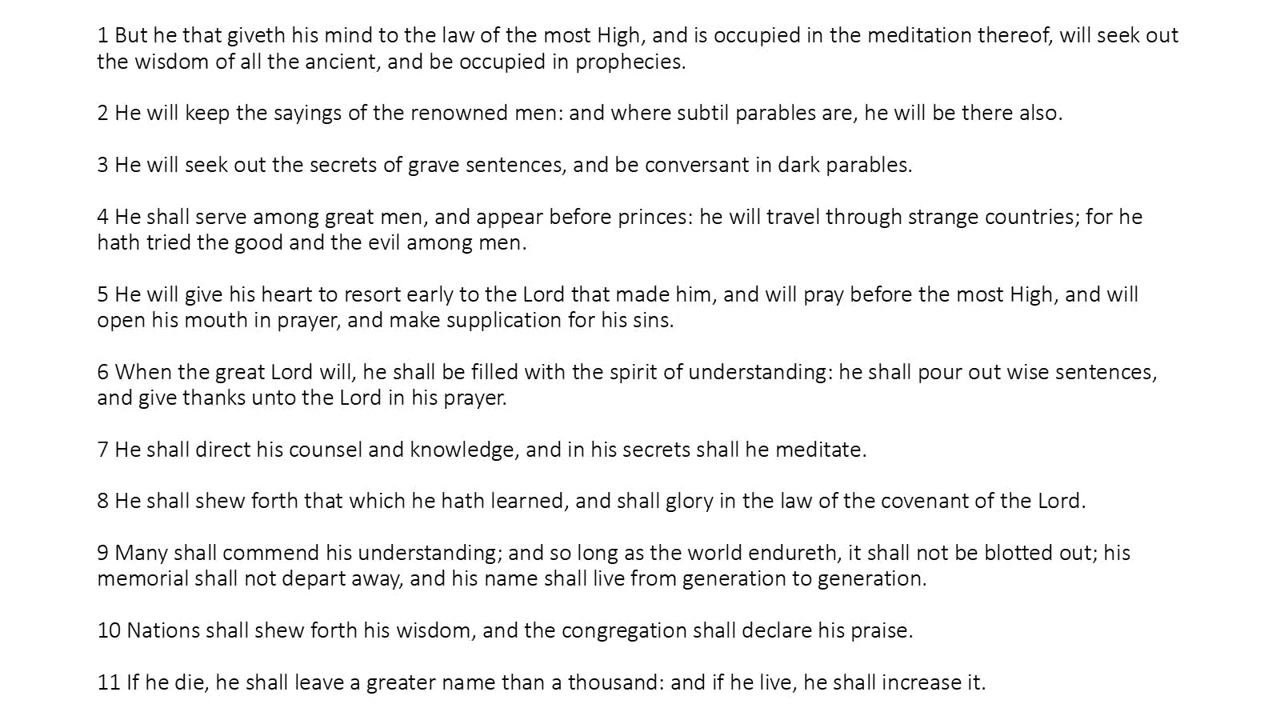 1 But he that giveth his mind to the law of the most High, and is occupied in the meditation thereof, will seek out
the wisdom of all the ancient, and be occupied in prophecies.
2 He will keep the sayings of the renowned men: and where subtil parables are, he will be there also.
3 He will seek out the secrets of grave sentences, and be conversant in dark parables.
4 He shall serve among great men, and appear before princes: he will travel through strange countries; for he
hath tried the good and the evil among men.
5 He will give his heart to resort early to the Lord that made him, and will pray before the most High, and will
open his mouth in prayer, and make supplication for his sins.
6 When the great Lord will, he shall be filled with the spirit of understanding: he shall pour out wise sentences,
and give thanks unto the Lord in his prayer.
7 He shall direct his counsel and knowledge, and in his secrets shall he meditate.
8 He shall shew forth that which he hath learned, and shall glory in the law of the covenant of the Lord.
9 Many shall commend his understanding; and so long as the world endureth, it shall not be blotted out; his
memorial shall not depart away, and his name shall live from generation to generation.
10 Nations shall shew forth his wisdom, and the congregation shall declare his praise.
11 If he die, he shall leave a greater name than a thousand: and if he live, he shall increase it.